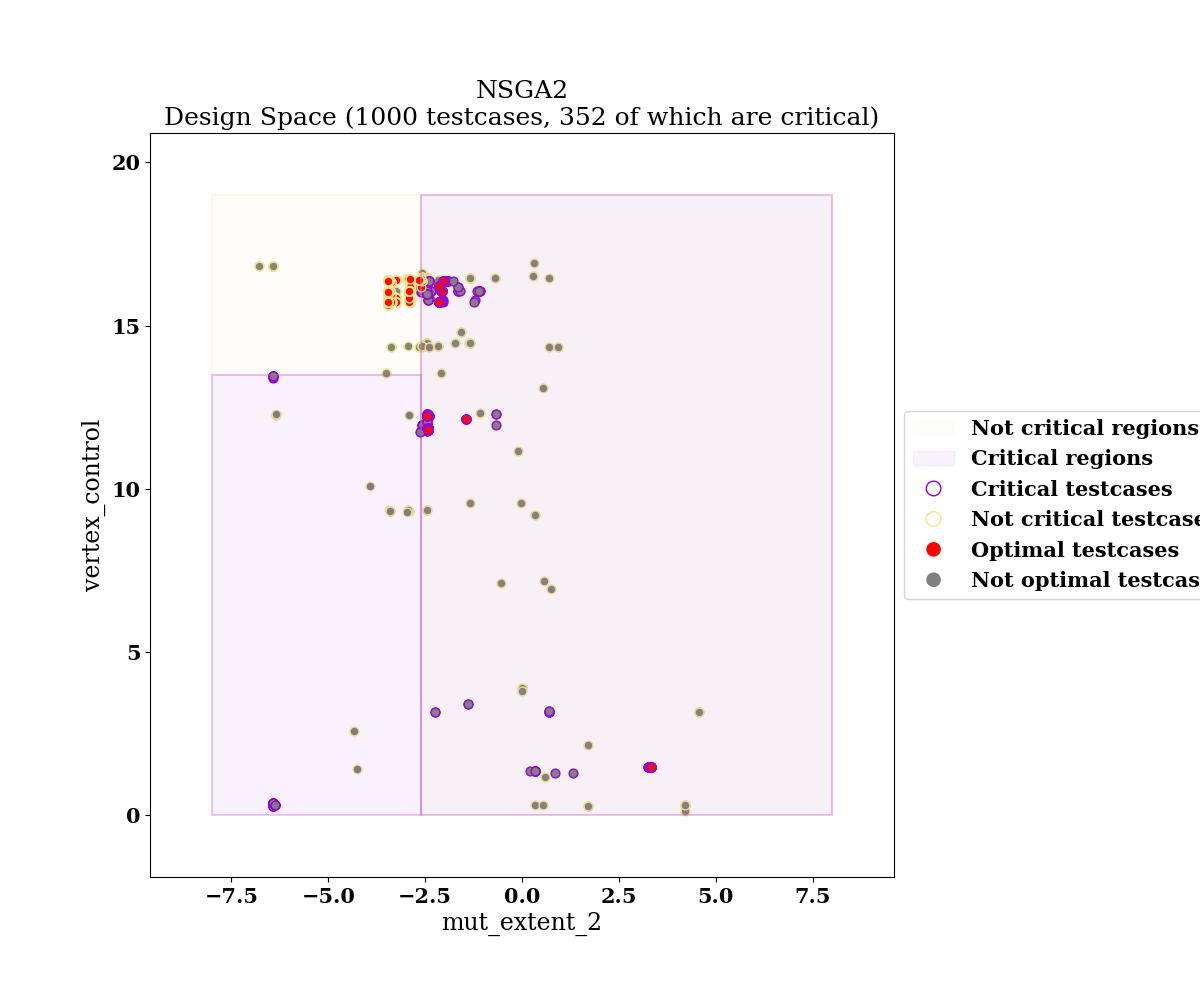 NSGA2
Design Space (1000 testcases, 352 of which are critical)
20
15
10
5
0
vertex_control
−7.5
−5.0
−2.5
0.0
2.5
5.0
7.5
mut_extent_2
Not critical regions
Critical regions
Critical testcases
Not critical testcase
Optimal testcases
Not optimal testcas